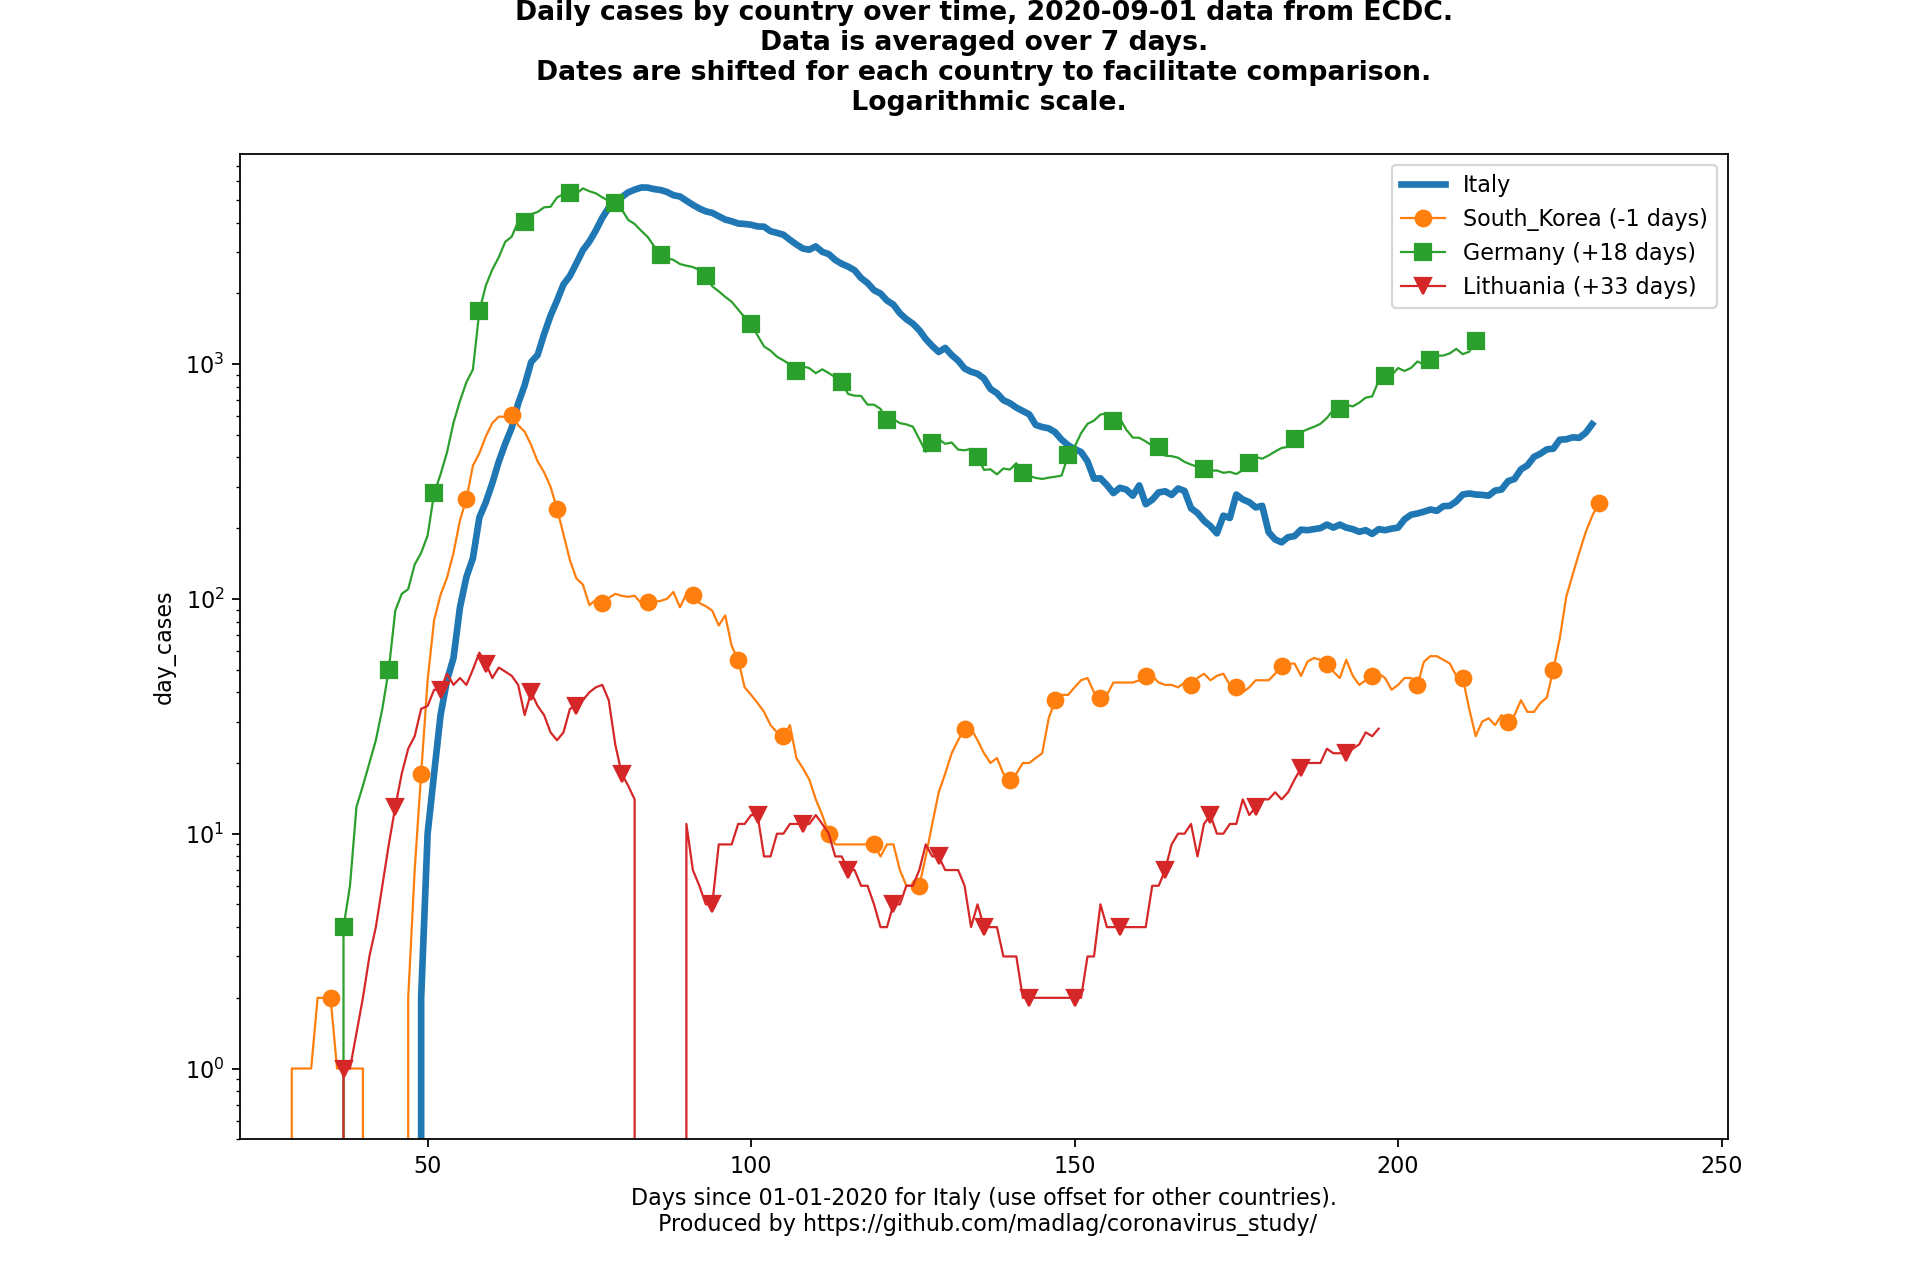 Daily cases by country over time, 2020-09-01 data from ECDC.
Data is averaged over 7 days.
Dates are shifted for each country to facilitate comparison.
Logarithmic scale.
Italy
South_Korea (-1 days)
Germany (+18 days)
Lithuania (+33 days)
day_cases
10³
10²
10¹
10⁰
50 100 150 200 250
Days since 01-01-2020 for Italy (use offset for other countries).
Produced by https://github.com/madlag/coronavirus_study/